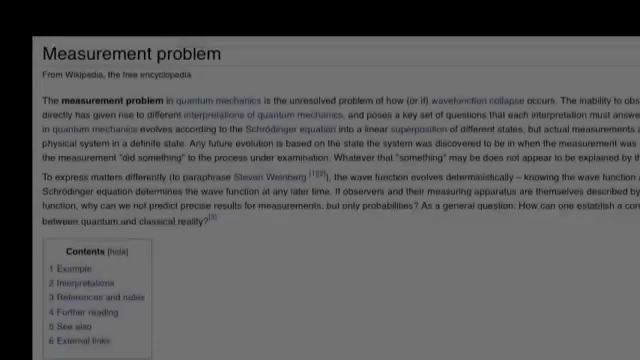 Measurement problem
From Wikipedia, the free encyclopedia
The measurement problem in quantum mechanics is the unresolved problem of how (or if) wavefunction collapse occurs. The inability to obs
directly has given rise to different interpretations of quantum mechanics, and poses a key set of questions that each interpretation must answe
in quantum mechanics evolves according to the Schrödinger equation into a linear superposition of different states, but actual measurements a
physical system in a definite state. Any future evolution is based on the state the system was discovered to be in when the measurement was
the measurement "did something" to the process under examination. Whatever that "something" may be does not appear to be explained by th
To express matters differently (to paraphrase Steven Weinberg [1][2]), the wave function evolves deterministically – knowing the wave function
Schrödinger equation determines the wave function at any later time. If observers and their measuring apparatus are themselves described by
function, why can we not predict precise results for measurements, but only probabilities? As a general question: How can one establish a co
between quantum and classical reality?[3]
Contents [hide]
1 Example
2 Interpretations
3 References and notes
4 Further reading
5 See also
6 External links